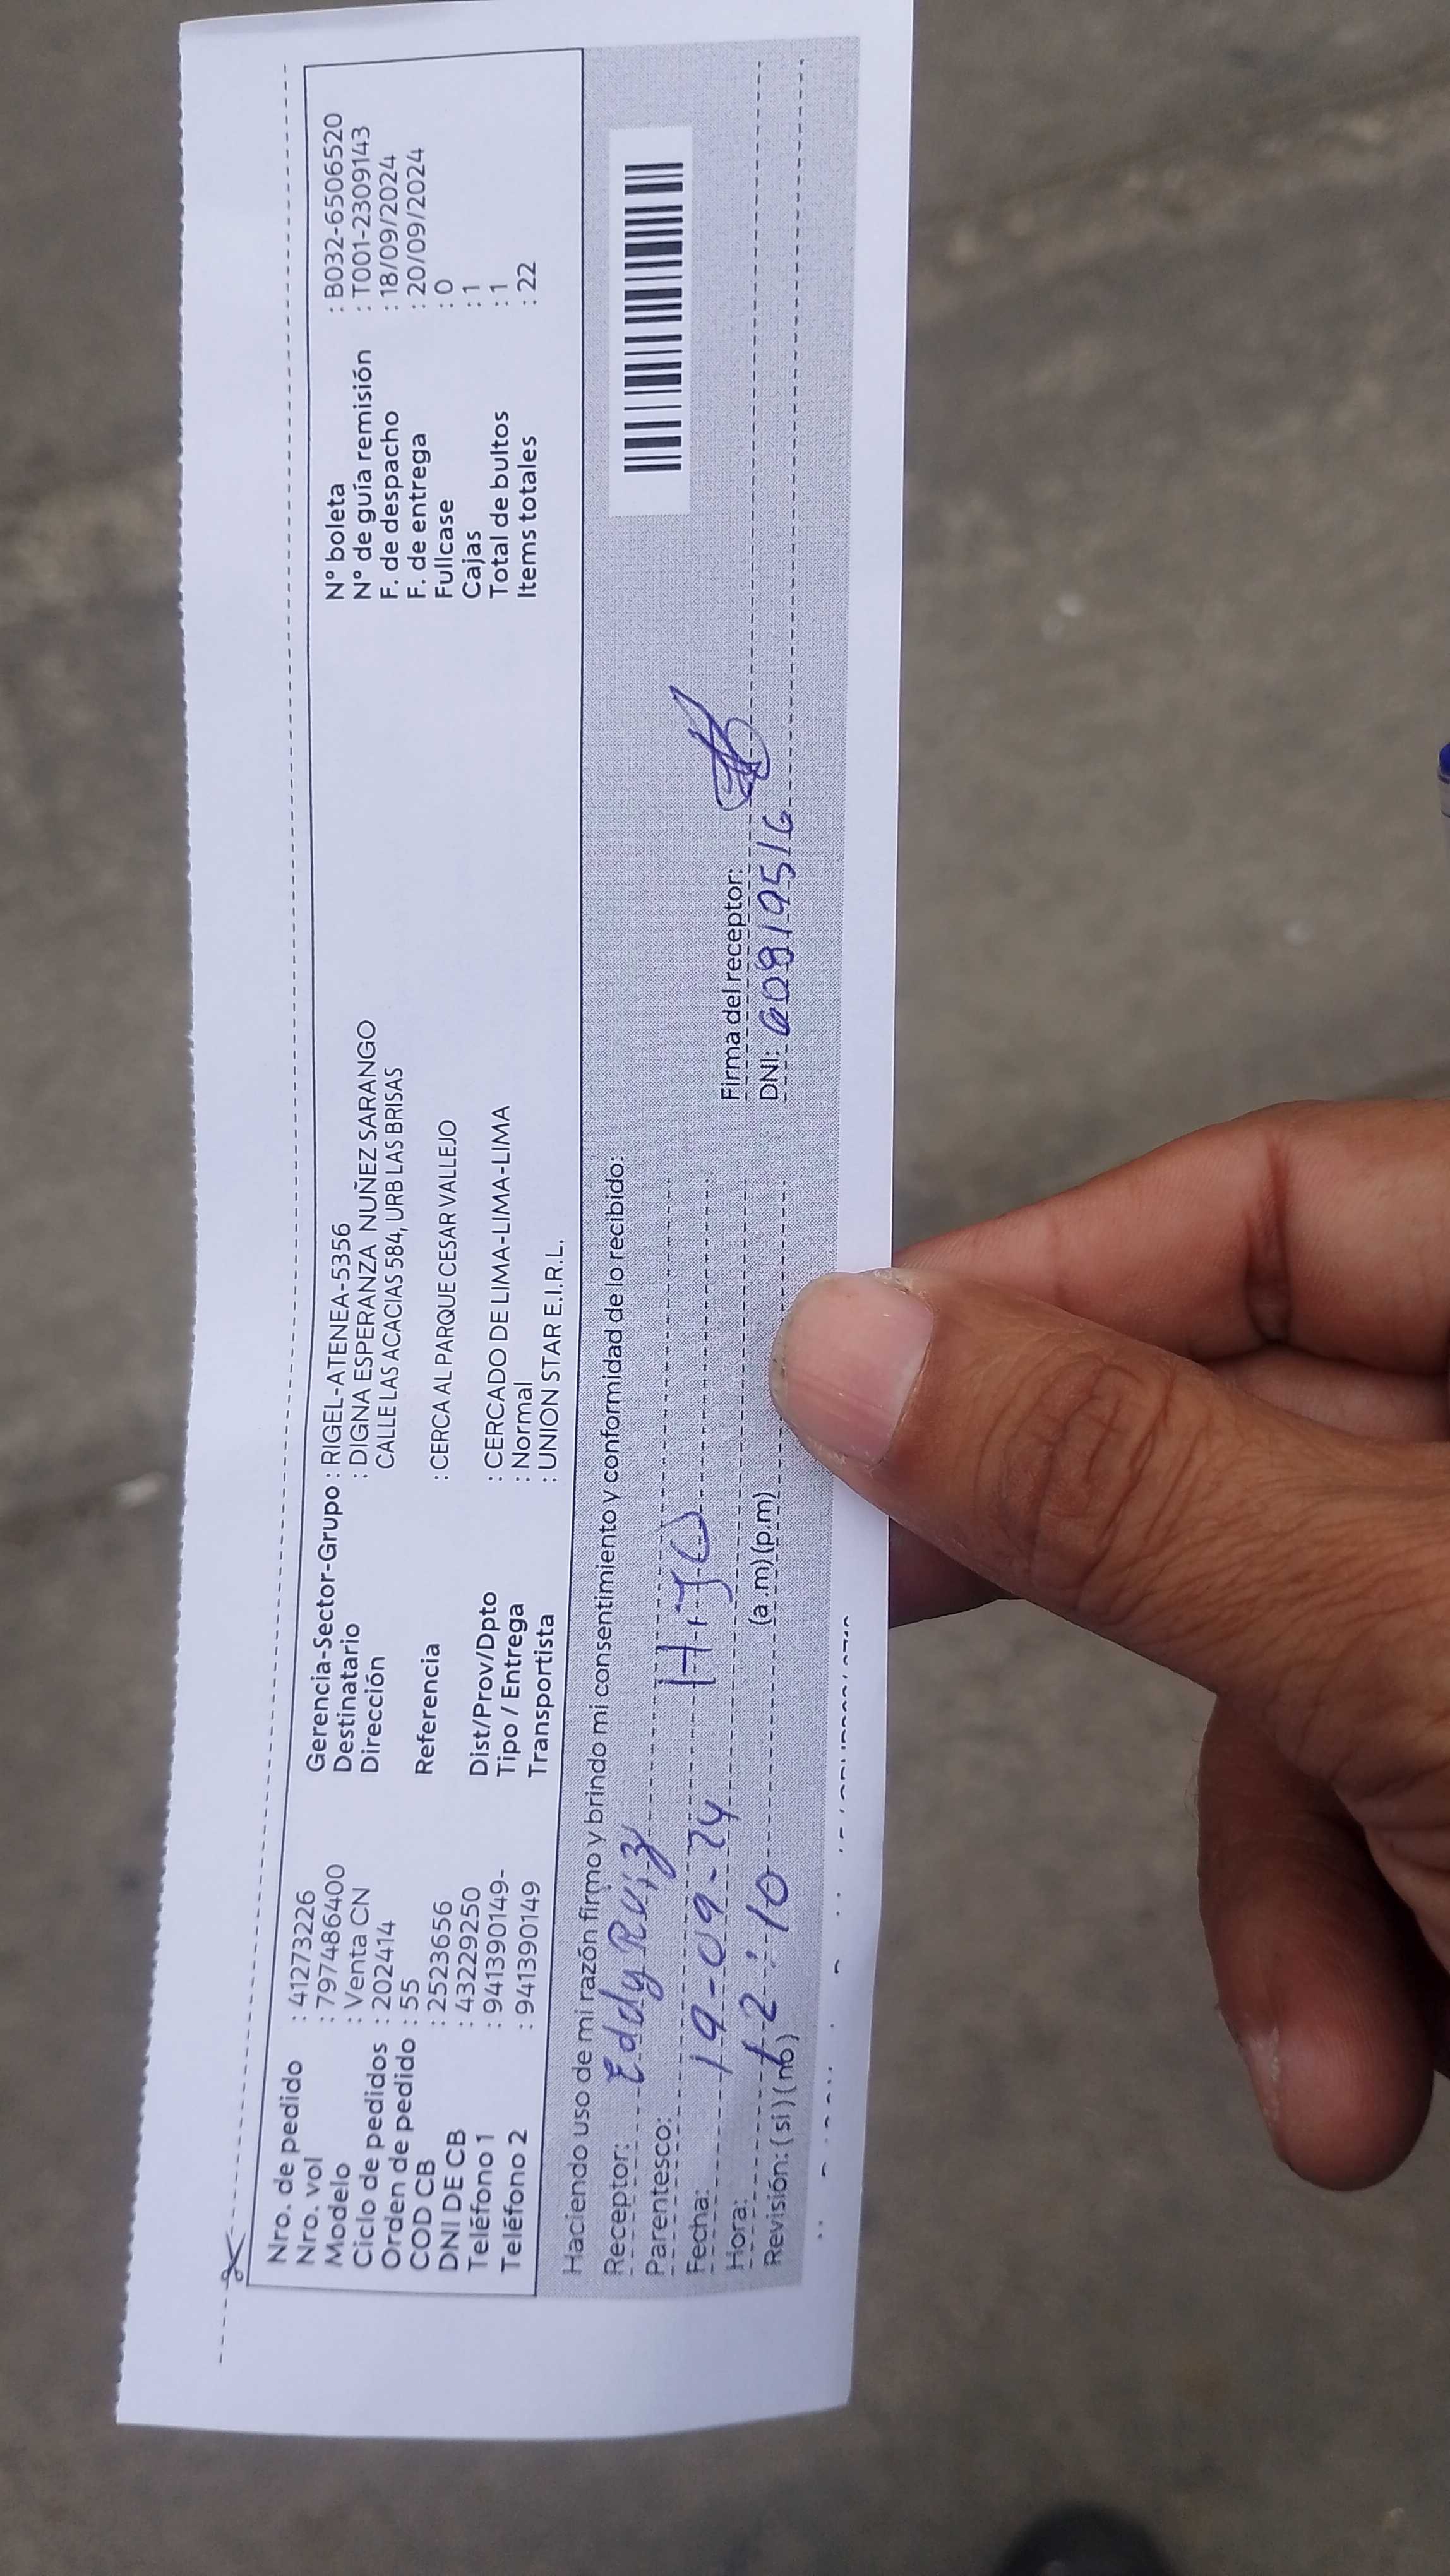 Nro. de pedido : 41273226
Nro. vol : 797486400
Modelo : Venta CN
Ciclo de pedidos : 202414
Orden de pedido : 55
COD CB : 2523656
DNI DE CB : 43229250
Teléfono 1 : 941390149-
Teléfono 2 : 941390149
Gerencia-Sector-Grupo : RIGEL-ATENEA-5356
Destinatario : DIGNA ESPERANZA NUÑEZ SARANGO
Dirección CALLE LAS ACACIAS 584, URB LAS BRISAS
Referencia : CERCA AL PARQUE CESAR VALLEJO
Dist/Prov/Dpto : CERCADO DE LIMA-LIMA-LIMA
Tipo / Entrega : Normal
Transportista : UNION STAR E.I.R.L.
N° boleta : B032-6506520
N° de guía remisión : T001-2309143
F. de despacho : 18/09/2024
F. de entrega : 20/09/2024
Fullcase : 0
Cajas : 1
Total de bultos : 1
Items totales : 22
Haciendo uso de mi razón firmo y brindo mi consentimiento y conformidad de lo recibido:
Receptor: Eddy Ruiz
Parentesco: HiJO
Fecha: 19-09-24
Hora: 12:10 (a.m) (p.m)
Revisión: (si) (no)
Firma del receptor:
DNI: 60819516